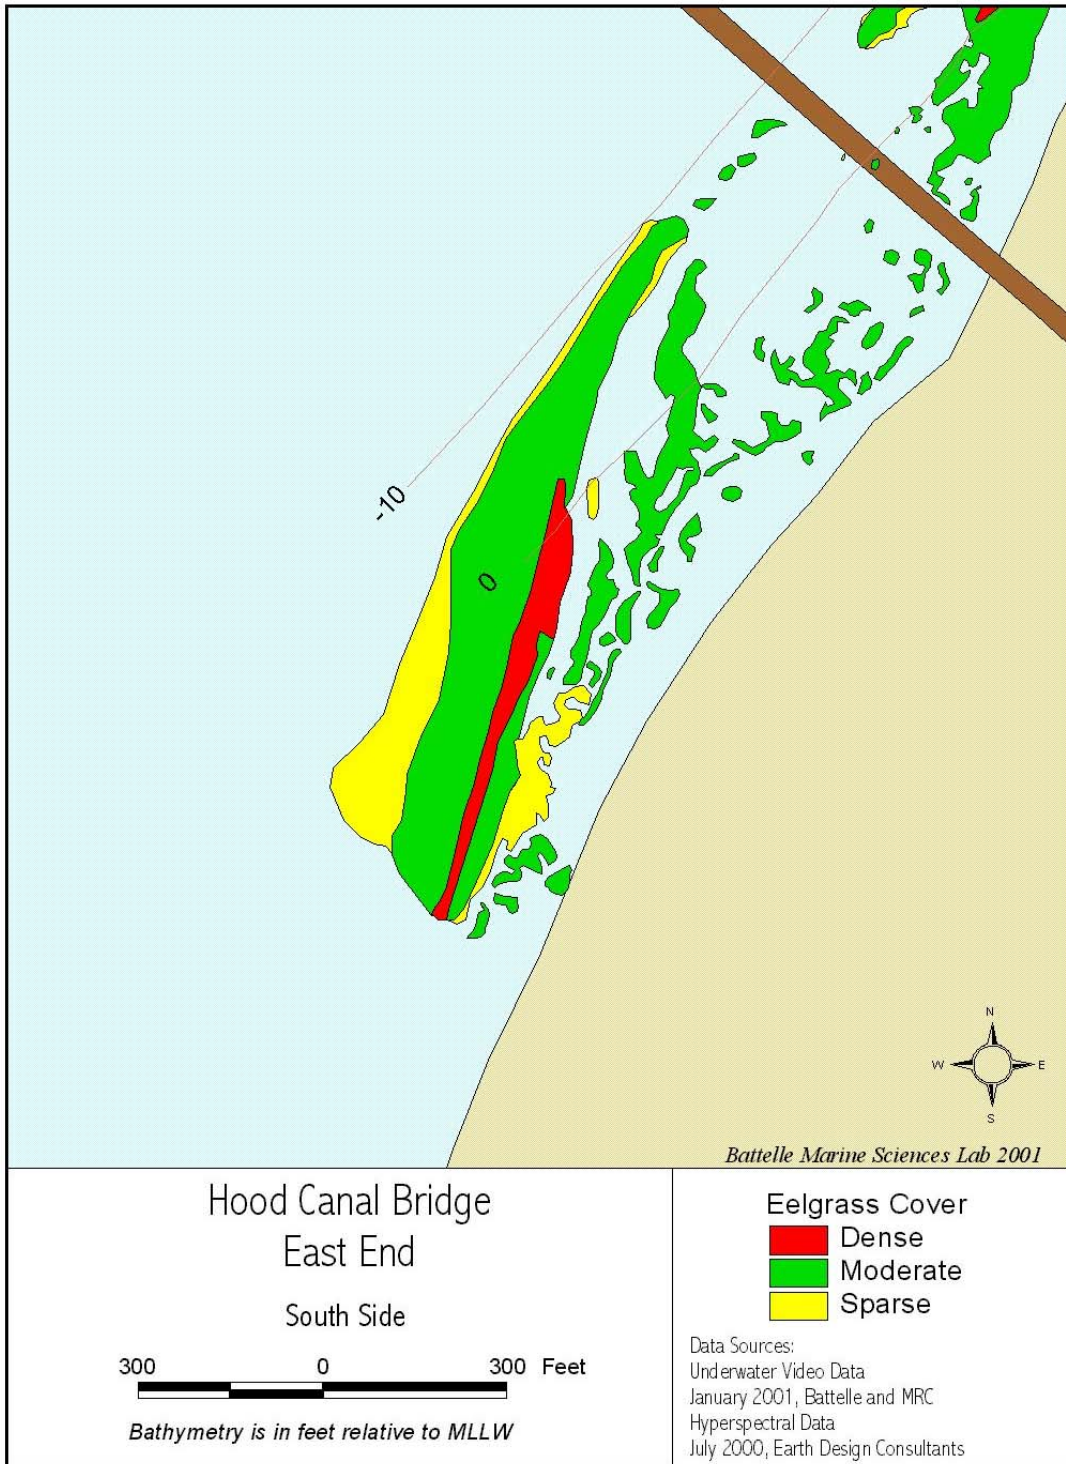 -10
0
N
W E
S
Battelle Marine Sciences Lab 2001
Hood Canal Bridge
East End
South Side
300 0 300 Feet
Bathymetry is in feet relative to MLLW
Eelgrass Cover
Dense
Moderate
Sparse
Data Sources:
Underwater Video Data
January 2001, Battelle and MRC
Hyperspectral Data
July 2000, Earth Design Consultants